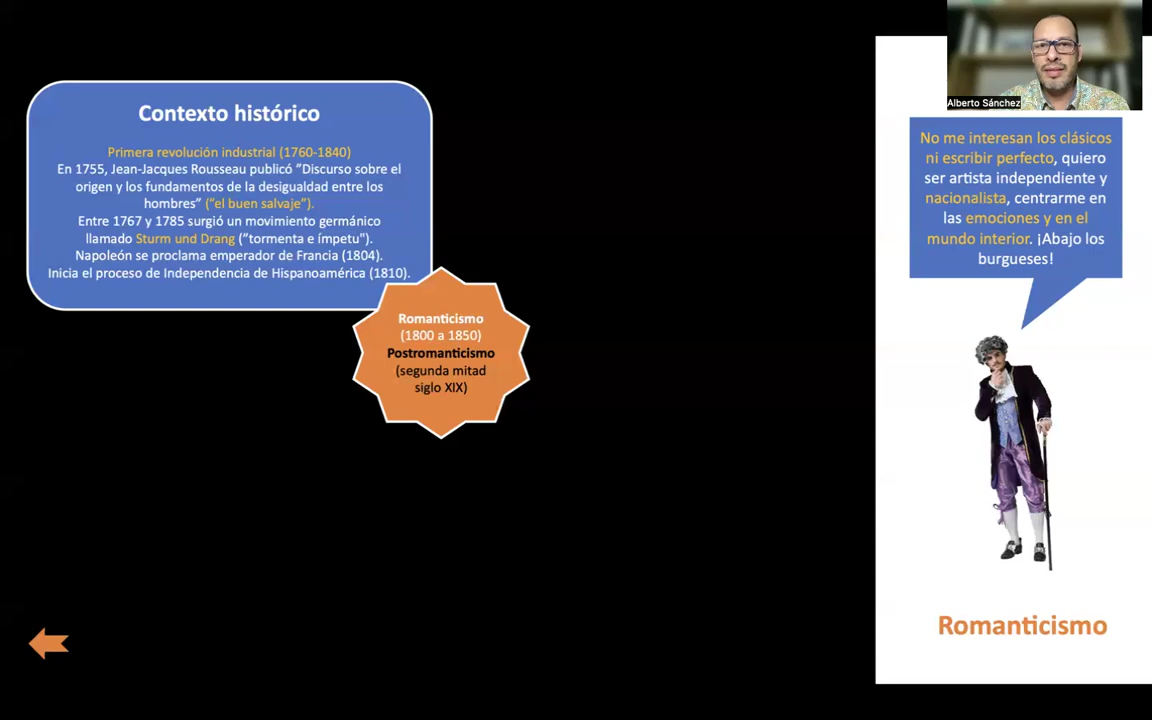 Contexto histórico
Primera revolución industrial (1760-1840)
En 1755, Jean-Jacques Rousseau publicó “Discurso sobre el
origen y los fundamentos de la desigualdad entre los
hombres” (“el buen salvaje”).
Entre 1767 y 1785 surgió un movimiento germánico
llamado Sturm und Drang (“tormenta e ímpetu").
Napoleón se proclama emperador de Francia (1804).
Inicia el proceso de Independencia de Hispanoamérica (1810).
Romanticismo
(1800 a 1850)
Postromanticismo
(segunda mitad
siglo XIX)
Alberto Sánchez
No me interesan los clásicos
ni escribir perfecto, quiero
ser artista independiente y
nacionalista, centrarme en
las emociones y en el
mundo interior. ¡Abajo los
burgueses!
Romanticismo